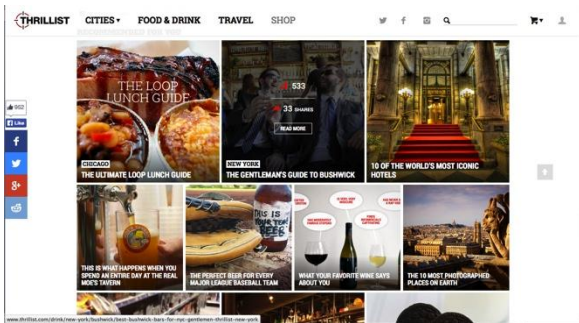 THRILLIST CITIES FOOD & DRINK TRAVEL SHOP
THE LOOP
LUNCH GUIDE
533
33 SHARES
READ MORE
952
Like
CHICAGO
THE ULTIMATE LOOP LUNCH GUIDE
NEW YORK
THE GENTLEMAN'S GUIDE TO BUSHWICK
10 OF THE WORLD'S MOST ICONIC
HOTELS
THIS IS
YOUR TEAM
BEER
THIS IS WHAT HAPPENS WHEN YOU
SPEND AN ENTIRE DAY AT THE REAL
MOE'S TAVERN
THE PERFECT BEER FOR EVERY
MAJOR LEAGUE BASEBALL TEAM
WHAT YOUR FAVORITE WINE SAYS
ABOUT YOU
THE 10 MOST PHOTOGRAPHED
PLACES ON EARTH
www.thrillist.com/drink/new-york/bushwick/best-bushwick-bars-for-nyc-gentlemen-thrillist-new-york